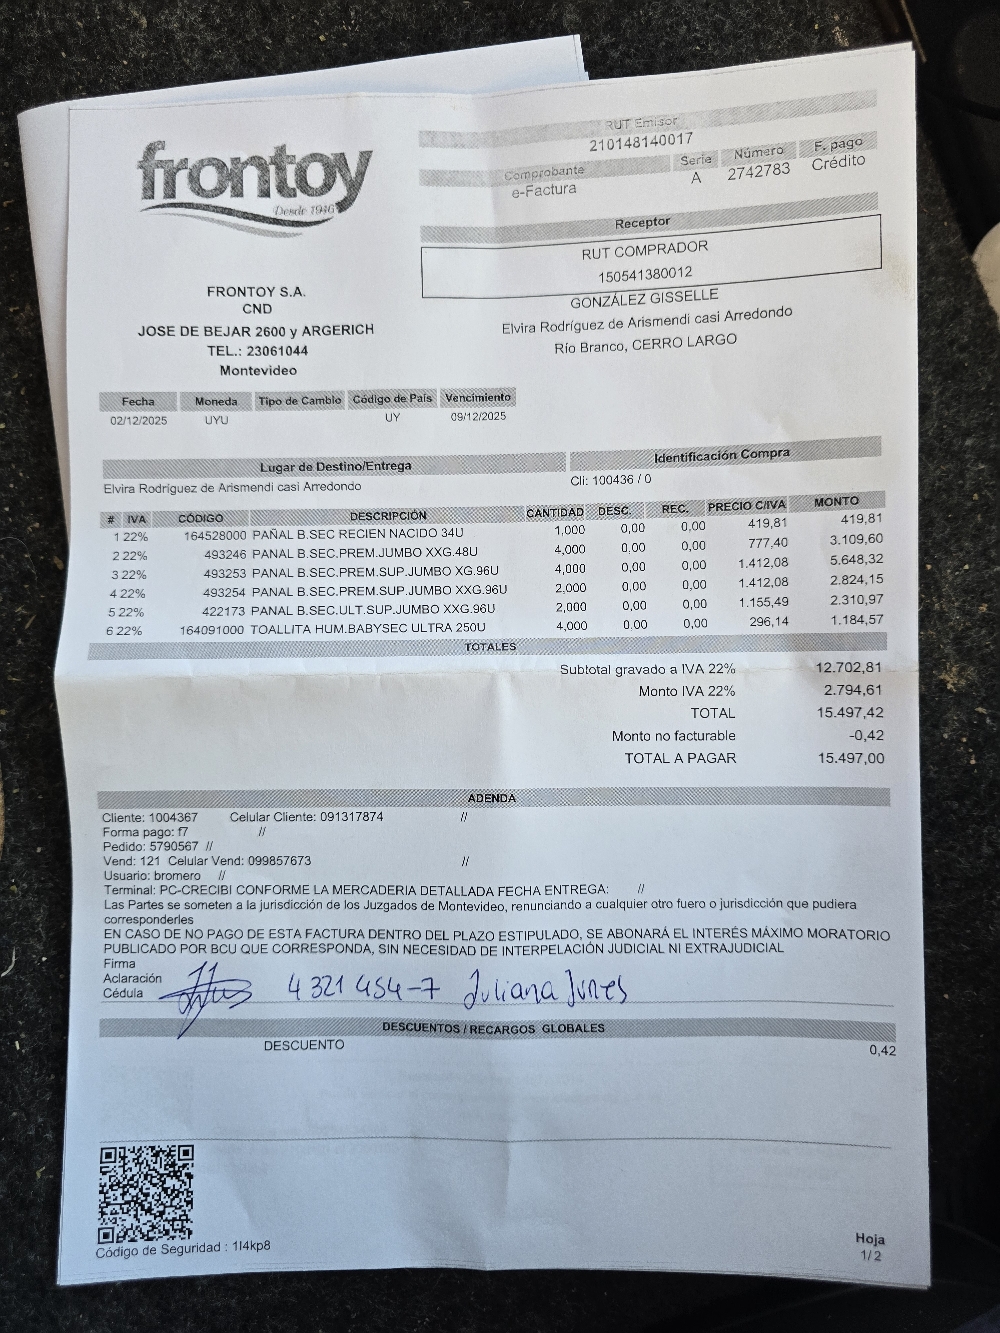 frontoy
Desde 1946
FRONTOY S.A.
CND
JOSE DE BEJAR 2600 y ARGERICH
TEL.: 23061044
Montevideo
RUT Emisor
210148140017
Comprobante Serie Número F. pago
e-Factura A 2742783 Crédito
Receptor
RUT COMPRADOR
150541380012
GONZÁLEZ GISSELLE
Elvira Rodríguez de Arismendi casi Arredondo
Río Branco, CERRO LARGO
Fecha Moneda Tipo de Cambio Código de País Vencimiento
02/12/2025 UYU UY 09/12/2025
Lugar de Destino/Entrega Identificación Compra
Elvira Rodríguez de Arismendi casi Arredondo Cli: 100436 / 0
# IVA CÓDIGO DESCRIPCIÓN CANTIDAD DESC. REC. PRECIO C/IVA MONTO
1 22% 164528000 PAÑAL B.SEC RECIEN NACIDO 34U 1,000 0,00 0,00 419,81 419,81
2 22% 493246 PANAL B.SEC.PREM.JUMBO XXG.48U 4,000 0,00 0,00 777,40 3.109,60
3 22% 493253 PANAL B.SEC.PREM.SUP.JUMBO XG.96U 4,000 0,00 0,00 1.412,08 5.648,32
4 22% 493254 PANAL B.SEC.PREM.SUP.JUMBO XXG.96U 2,000 0,00 0,00 1.412,08 2.824,15
5 22% 422173 PANAL B.SEC.ULT.SUP.JUMBO XXG.96U 2,000 0,00 0,00 1.155,49 2.310,97
6 22% 164091000 TOALLITA HUM.BABYSEC ULTRA 250U 4,000 0,00 0,00 296,14 1.184,57
TOTALES
Subtotal gravado a IVA 22% 12.702,81
Monto IVA 22% 2.794,61
TOTAL 15.497,42
Monto no facturable -0,42
TOTAL A PAGAR 15.497,00
ADENDA
Cliente: 1004367 Celular Cliente: 091317874 //
Forma pago: f7 //
Pedido: 5790567 //
Vend: 121 Celular Vend: 099857673 //
Usuario: bromero //
Terminal: PC-CRECIBI CONFORME LA MERCADERIA DETALLADA FECHA ENTREGA: //
Las Partes se someten a la jurisdicción de los Juzgados de Montevideo, renunciando a cualquier otro fuero o jurisdicción que pudiera
corresponderles
EN CASO DE NO PAGO DE ESTA FACTURA DENTRO DEL PLAZO ESTIPULADO, SE ABONARÁ EL INTERÉS MÁXIMO MORATORIO
PUBLICADO POR BCU QUE CORRESPONDA, SIN NECESIDAD DE INTERPELACIÓN JUDICIAL NI EXTRAJUDICIAL
Firma
Aclaración
Cédula 4321454-7 Juliana Junes
DESCUENTOS / RECARGOS GLOBALES
DESCUENTO 0,42
Código de Seguridad : 1I4kp8
Hoja
1/2